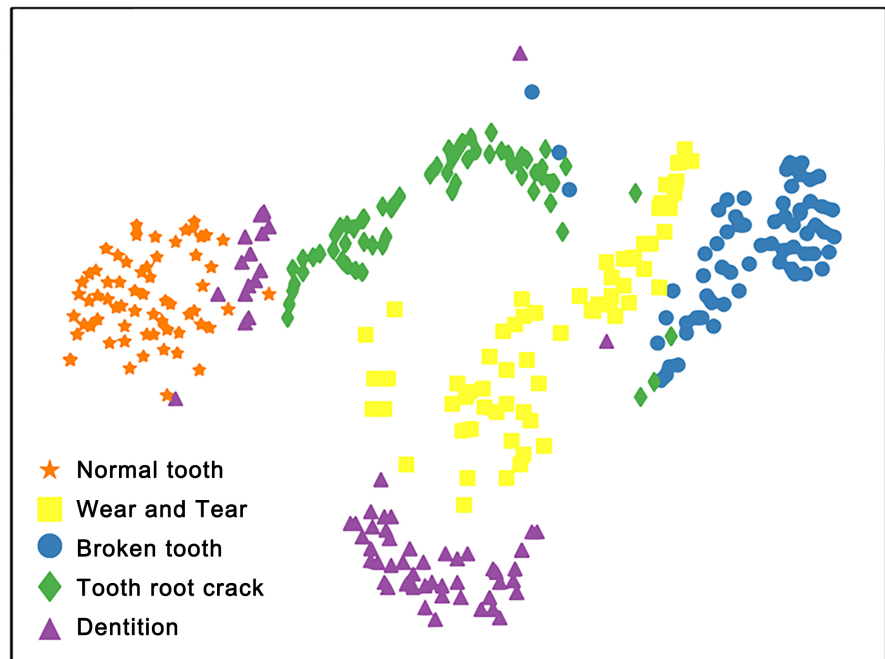 Normal tooth
Wear and Tear
Broken tooth
Tooth root crack
Dentition